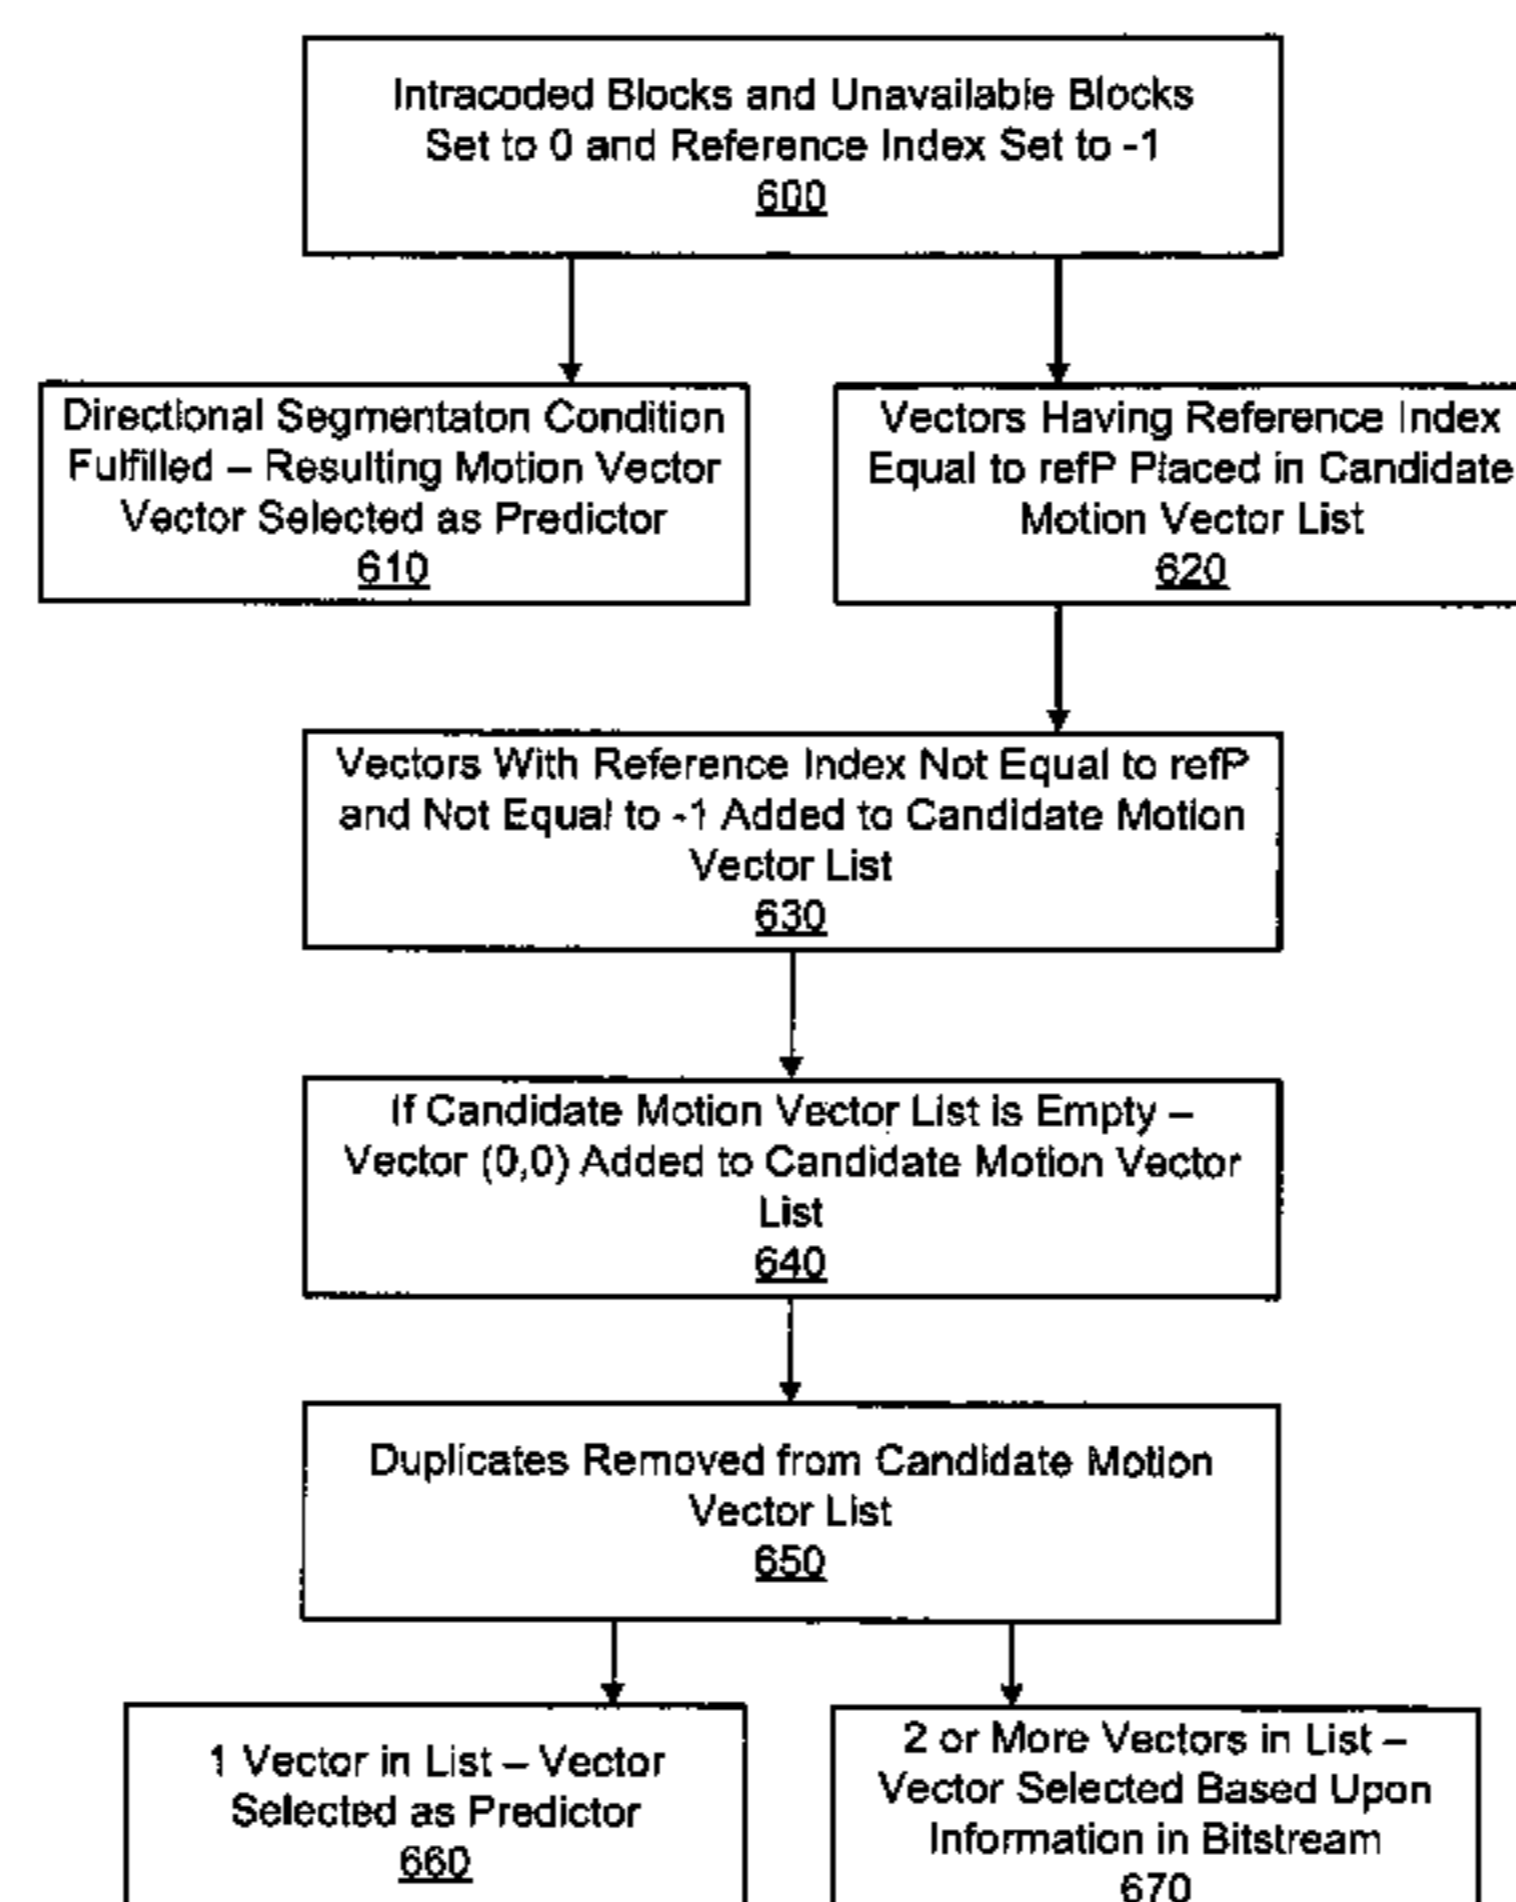 Intracoded Blocks and Unavailable Blocks
Set to 0 and Reference Index Set to -1
600
Directional Segmentaton Condition
Fulfilled – Resulting Motion Vector
Vector Selected as Predictor
610
Vectors Having Reference Index
Equal to refP Placed in Candidate
Motion Vector List
620
Vectors With Reference Index Not Equal to refP
and Not Equal to -1 Added to Candidate Motion
Vector List
630
If Candidate Motion Vector List is Empty –
Vector (0,0) Added to Candidate Motion Vector
List
640
Duplicates Removed from Candidate Motion
Vector List
650
1 Vector in List – Vector
Selected as Predictor
660
2 or More Vectors in List –
Vector Selected Based Upon
Information in Bitstream
670